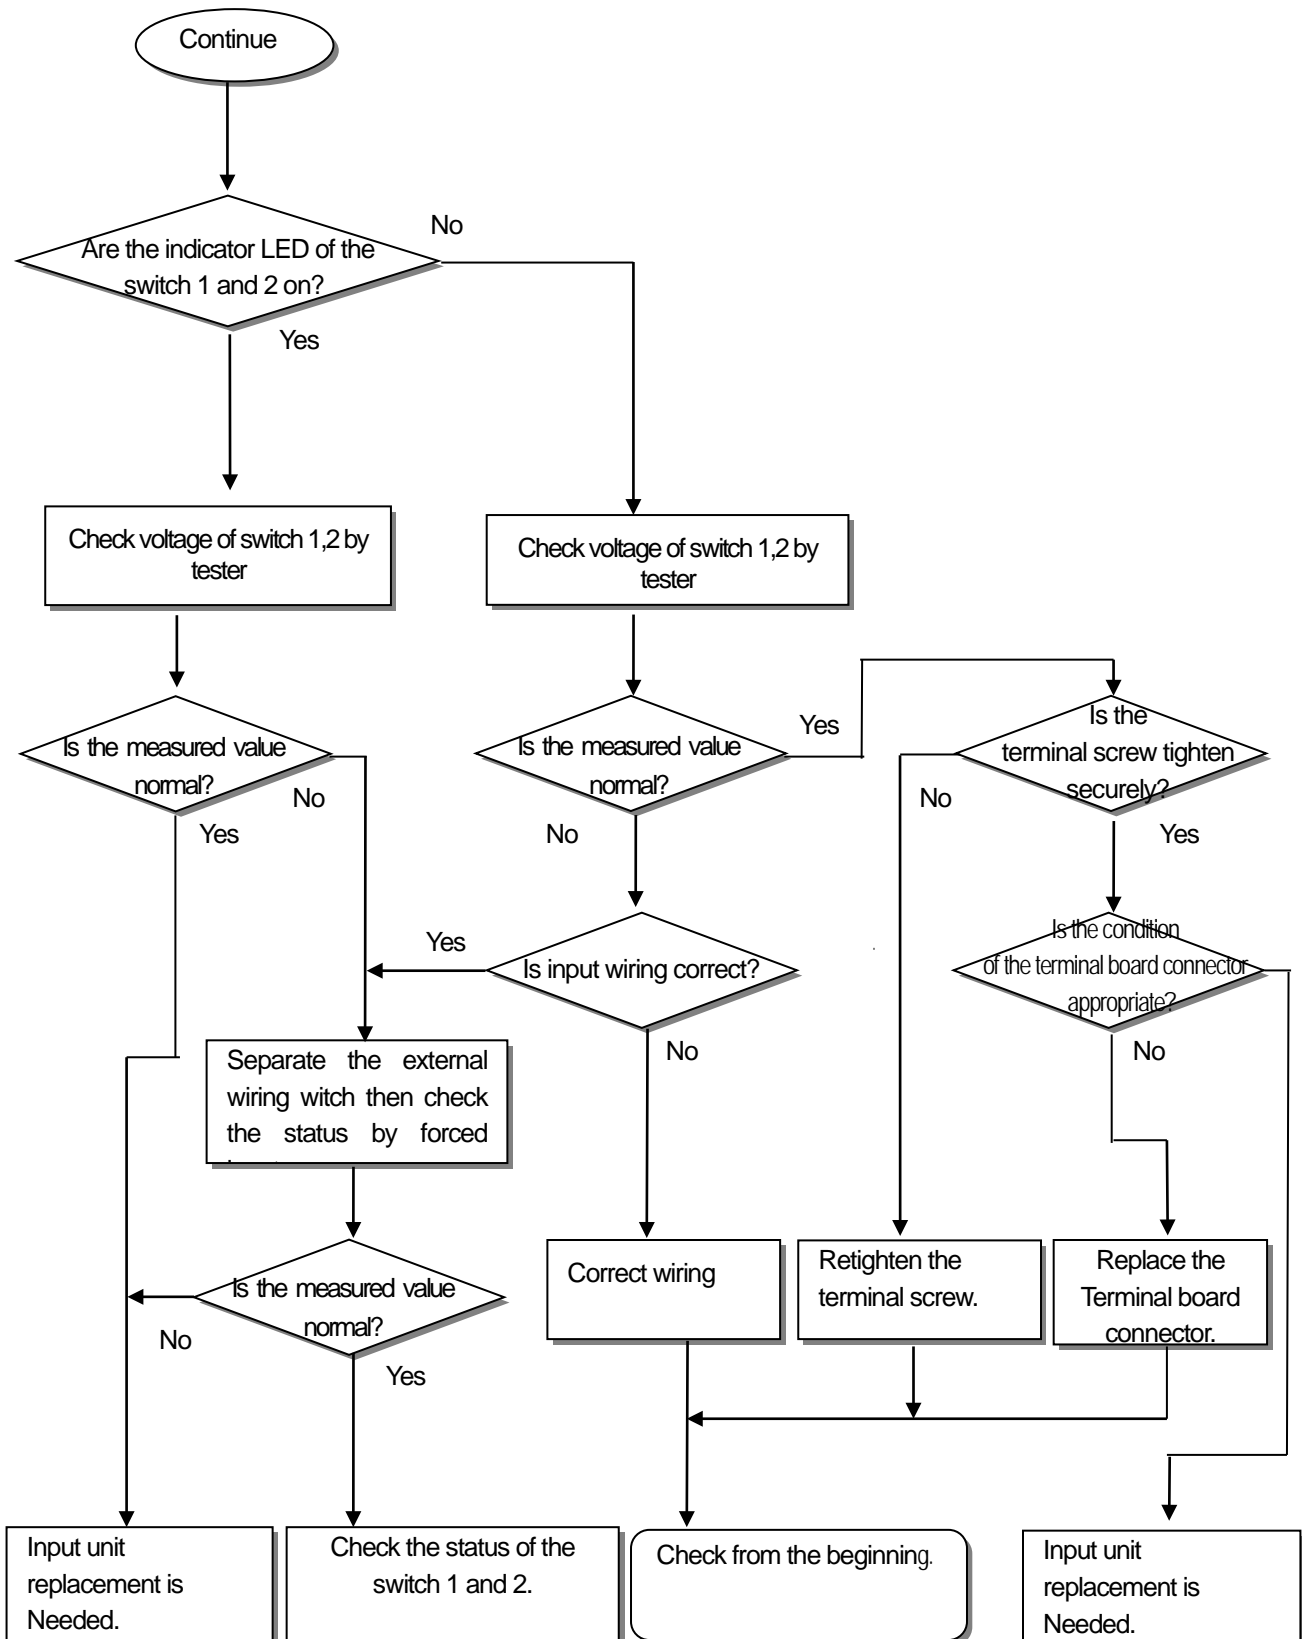 Continue
No
Are the indicator LED of the
switch 1 and 2 on?
Yes
Check voltage of switch 1,2 by
tester
Check voltage of switch 1,2 by
tester
Is the measured value
normal?
No
Yes
Is the measured value
normal?
Yes
No
Is the
terminal screw tighten
securely?
No
Yes
Yes
Is input wiring correct?
No
Is the condition
of the terminal board connector
appropriate?
No
Separate the external
wiring witch then check
the status by forced
Is the measured value
normal?
No
Yes
Correct wiring
Retighten the
terminal screw.
Replace the
Terminal board
connector.
Input unit
replacement is
Needed.
Check the status of the
switch 1 and 2.
Check from the beginning.
Input unit
replacement is
Needed.